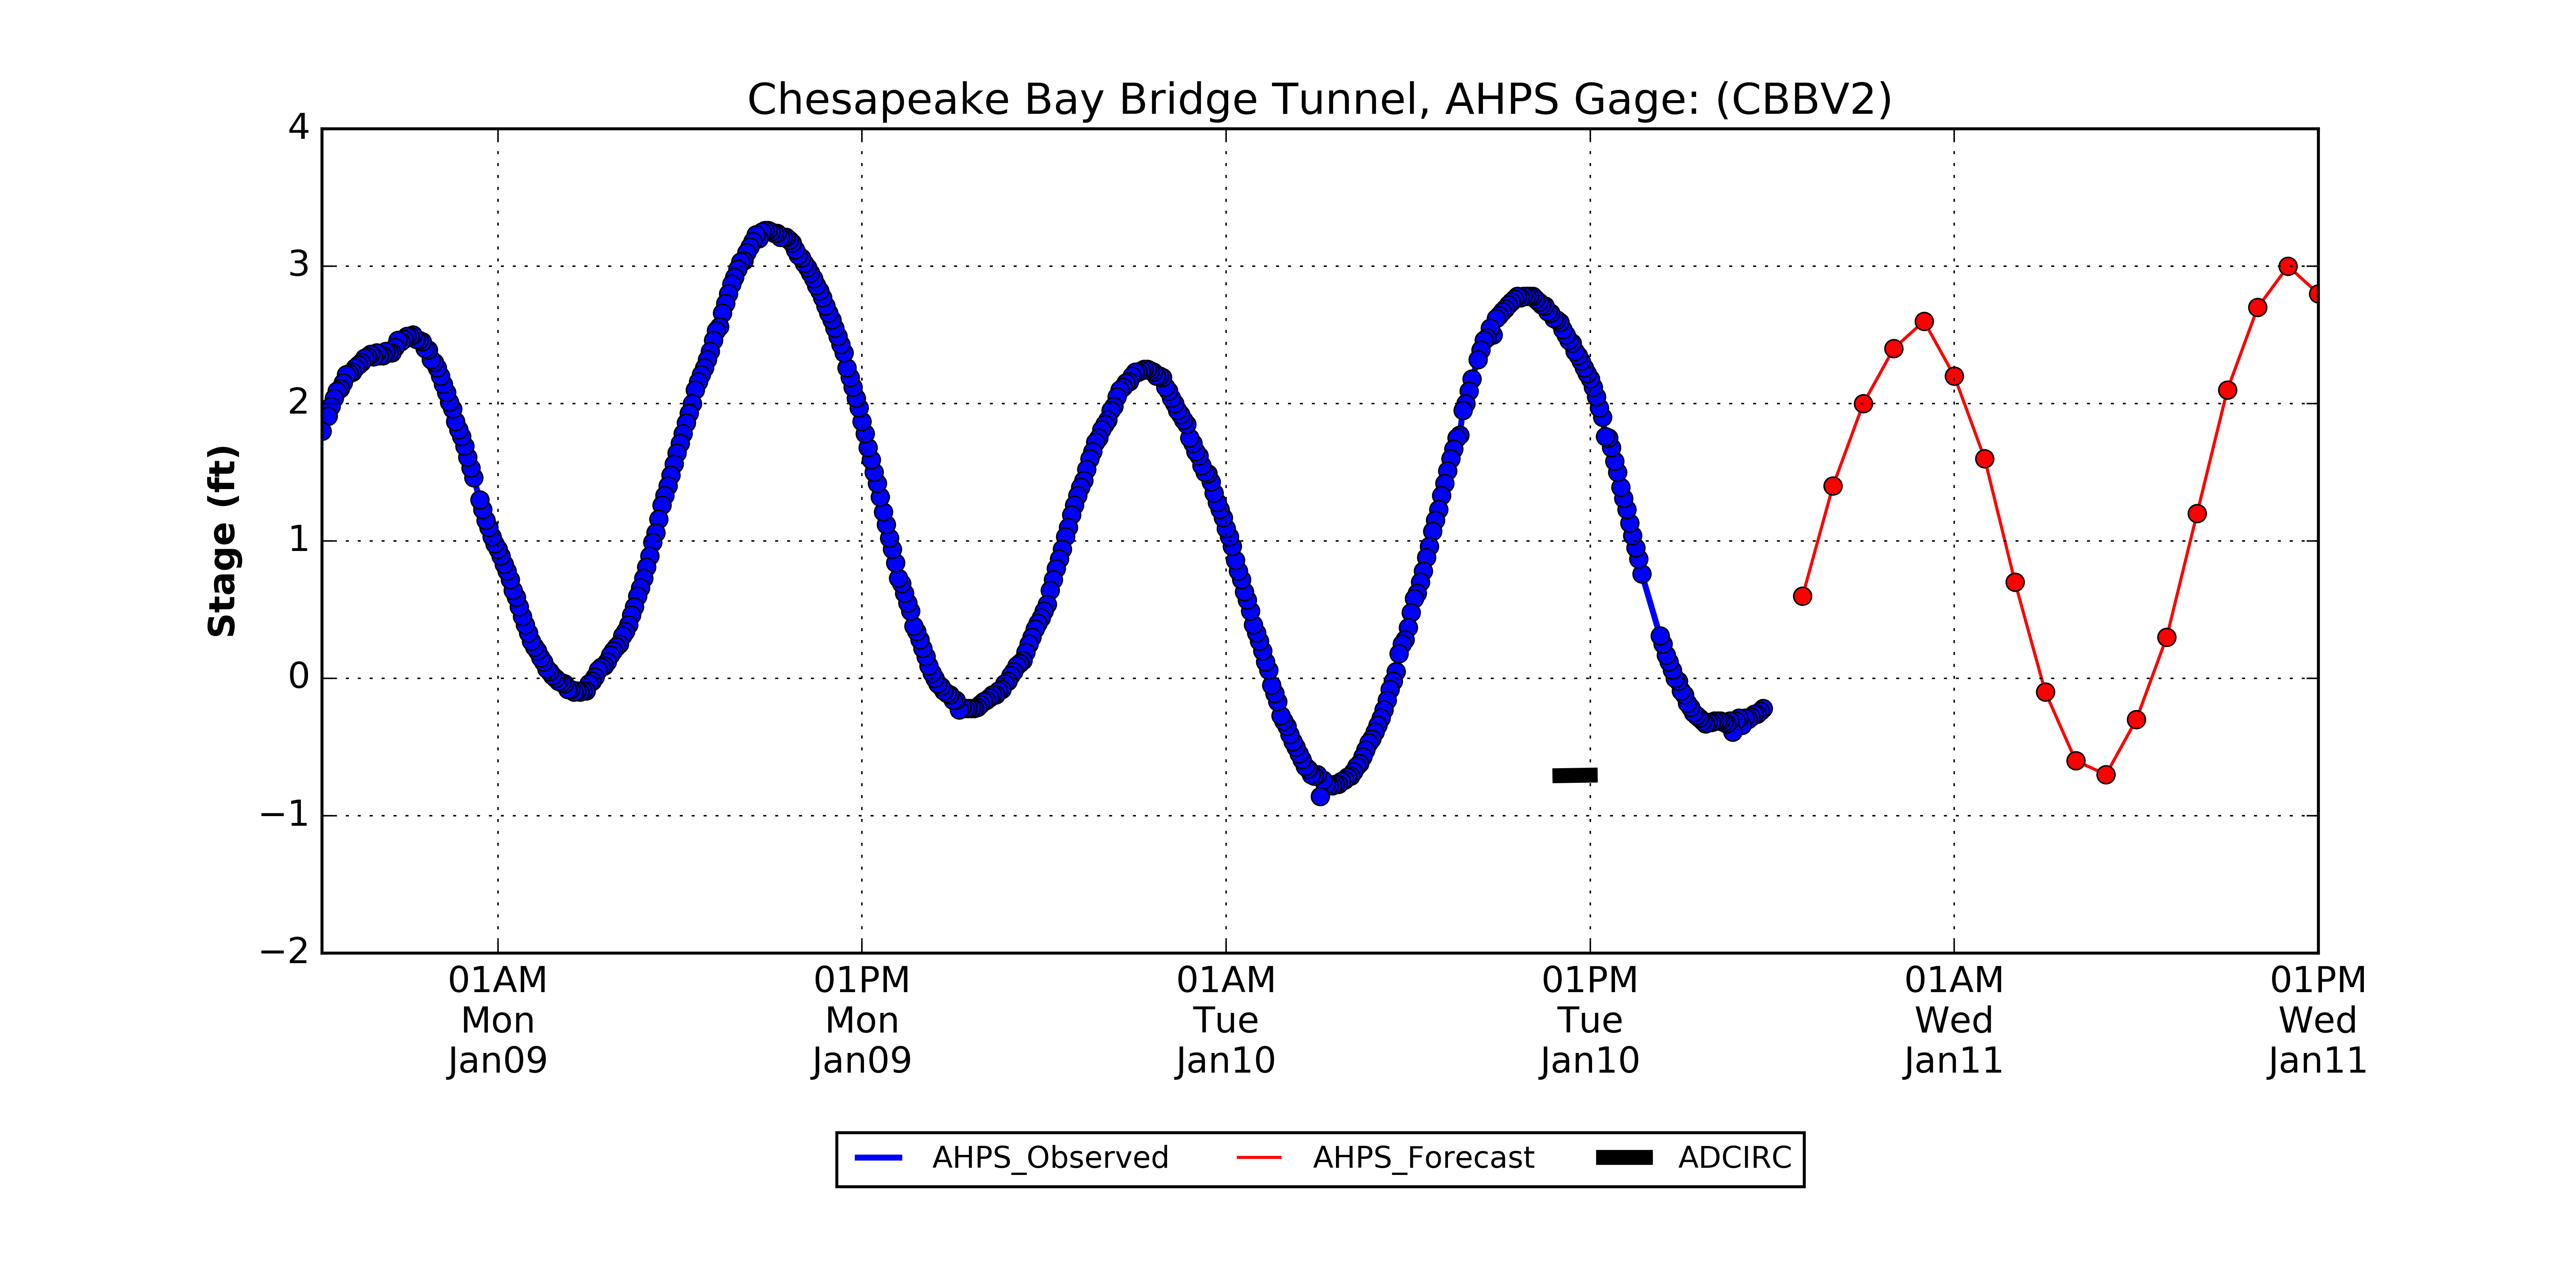 Chesapeake Bay Bridge Tunnel, AHPS Gage: (CBBV2)
4
3
2
1
0
−1
−2
Stage (ft)
01AM 01PM 01AM 01PM 01AM 01PM
Mon Mon Tue Tue Wed Wed
Jan09 Jan09 Jan10 Jan10 Jan11 Jan11
AHPS_Observed AHPS_Forecast ADCIRC